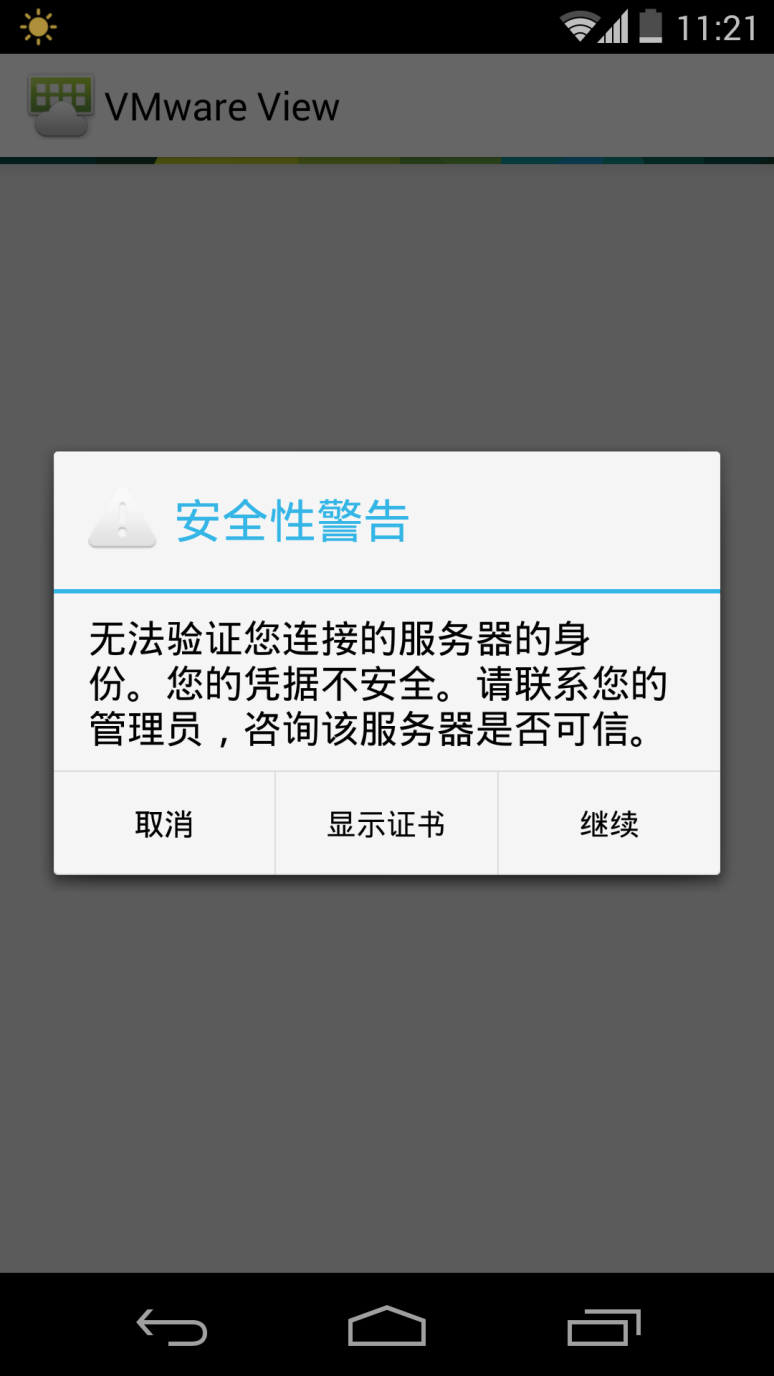 11:21
VMware View
安全性警告
无法验证您连接的服务器的身
份。您的凭据不安全。请联系您的
管理员，咨询该服务器是否可信。
取消 显示证书 继续